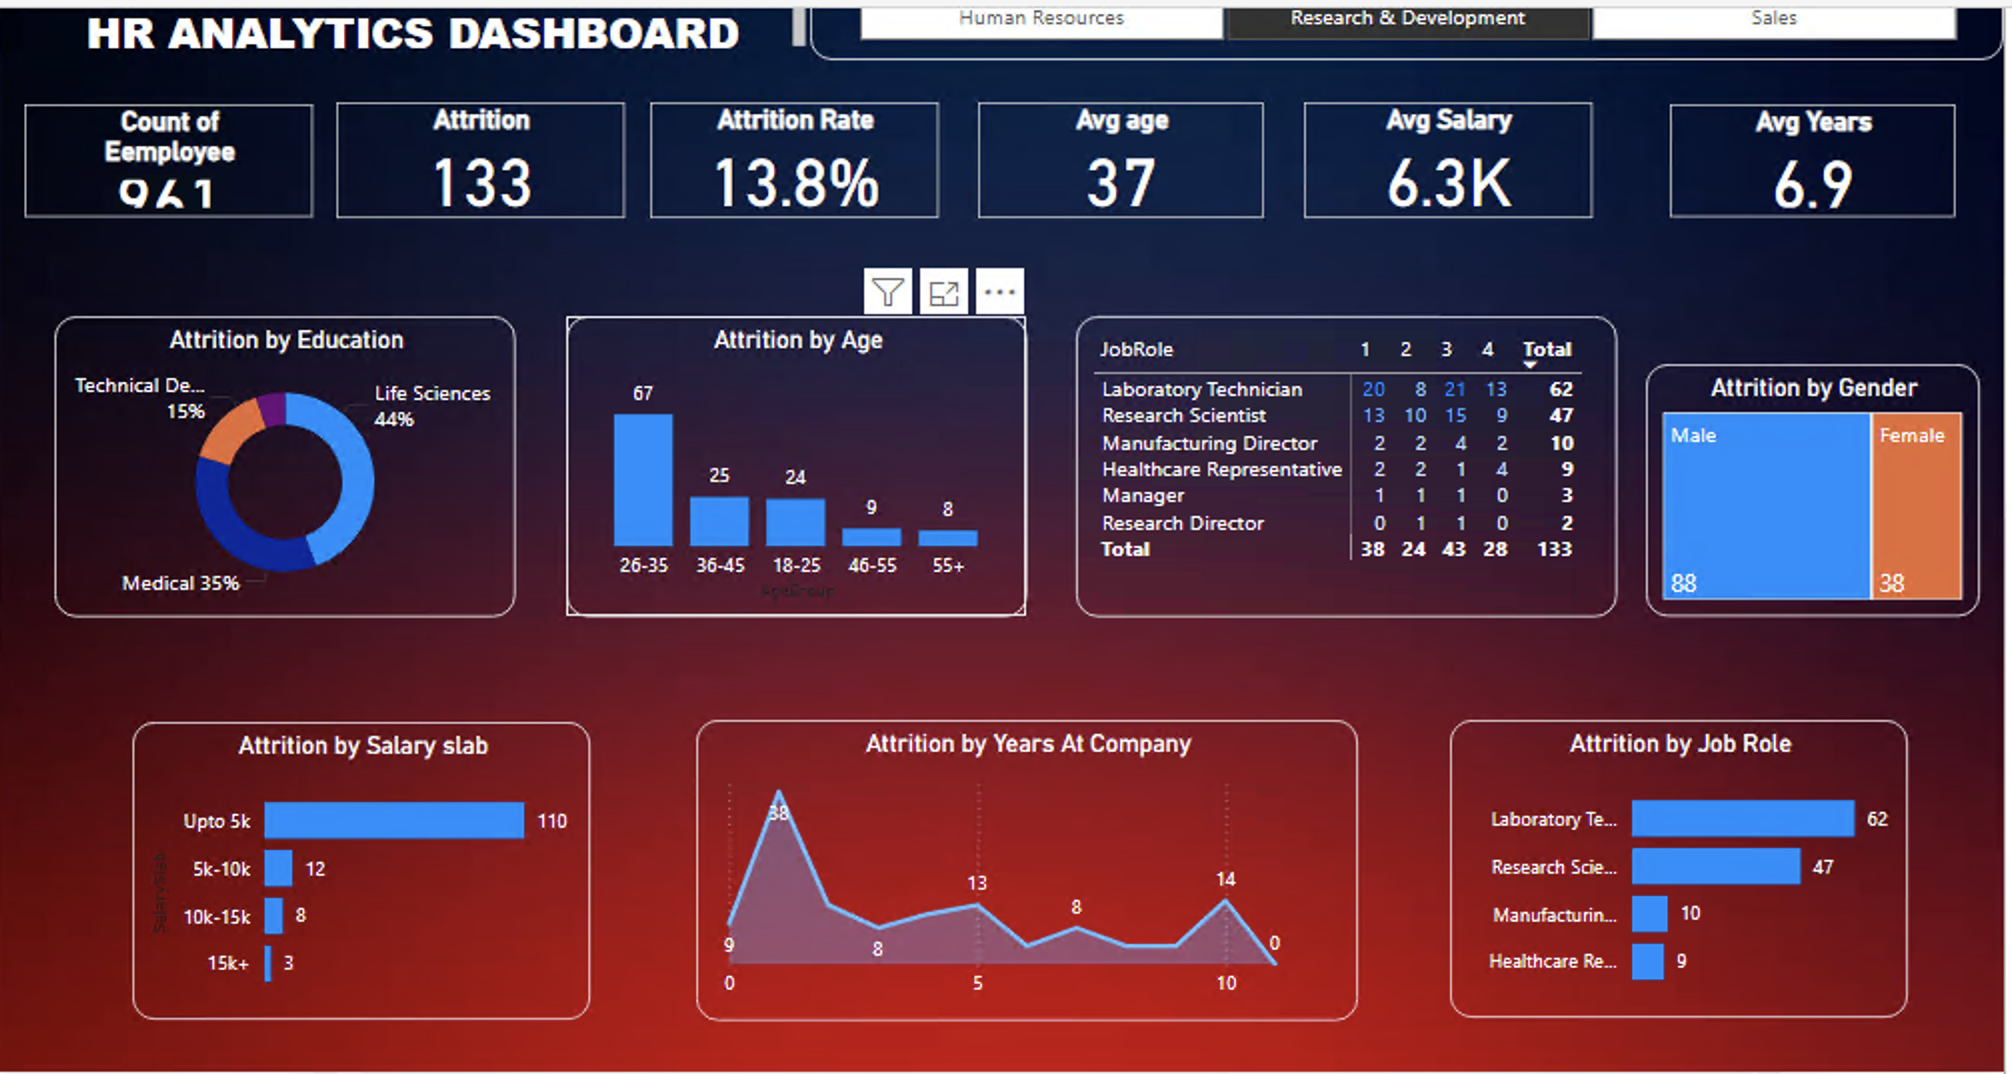 HR ANALYTICS DASHBOARD
Human Resources
Research & Development
Sales
Count of
Eemployee
961
Attrition
133
Attrition Rate
13.8%
Avg age
37
Avg Salary
6.3K
Avg Years
6.9
Attrition by Education
Technical De...
15%
Life Sciences
44%
Medical 35%
Attrition by Age
67
25
24
9
8
26-35 36-45 18-25 46-55 55+
AgeGroup
JobRole 1 2 3 4 Total
Laboratory Technician 20 8 21 13 62
Research Scientist 13 10 15 9 47
Manufacturing Director 2 2 4 2 10
Healthcare Representative 2 2 1 4 9
Manager 1 1 1 0 3
Research Director 0 1 1 0 2
Total 38 24 43 28 133
Attrition by Gender
Male
Female
88
38
Attrition by Salary slab
SalarySlab
Upto 5k 110
5k-10k 12
10k-15k 8
15k+ 3
Attrition by Years At Company
38
13
14
8
9
8
0
0 5 10
Attrition by Job Role
Laboratory Te... 62
Research Scie... 47
Manufacturin... 10
Healthcare Re... 9